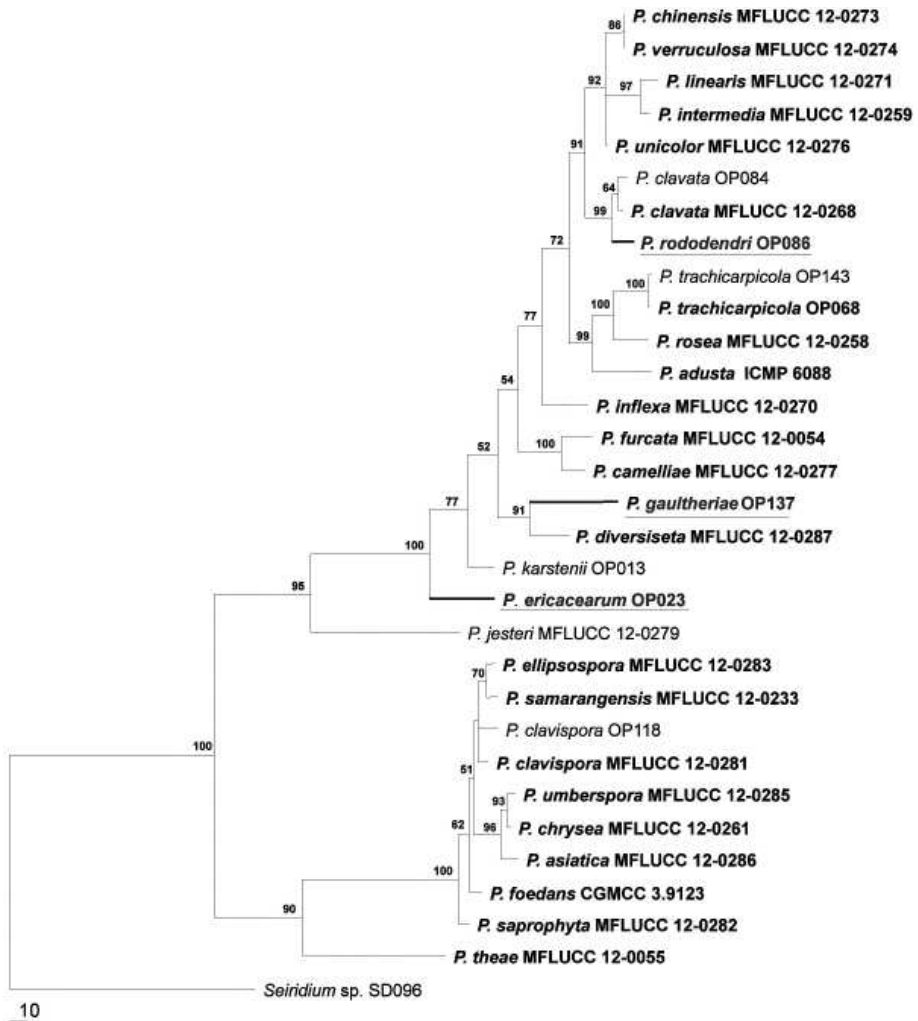 P. chinensis MFLUCC 12-0273
86
P. verruculosa MFLUCC 12-0274
92
97
P. linearis MFLUCC 12-0271
P. intermedia MFLUCC 12-0259
91
P. unicolor MFLUCC 12-0276
P. clavata OP084
64
99
P. clavata MFLUCC 12-0268
72
P. rododendri OP086
P. trachicarpicola OP143
100
100
P. trachicarpicola OP068
77
99
P. rosea MFLUCC 12-0258
P. adusta ICMP 6088
54
P. inflexa MFLUCC 12-0270
52
100
P. furcata MFLUCC 12-0054
P. camelliae MFLUCC 12-0277
77
91
P. gaultheriae OP137
P. diversiseta MFLUCC 12-0287
100
P. karstenii OP013
95
P. ericacearum OP023
P. jesteri MFLUCC 12-0279
70
P. ellipsospora MFLUCC 12-0283
P. samarangensis MFLUCC 12-0233
P. clavispora OP118
100
51
P. clavispora MFLUCC 12-0281
93
P. umberspora MFLUCC 12-0285
62
96
P. chrysea MFLUCC 12-0261
P. asiatica MFLUCC 12-0286
100
P. foedans CGMCC 3.9123
90
P. saprophyta MFLUCC 12-0282
P. theae MFLUCC 12-0055
Seiridium sp. SD096
10